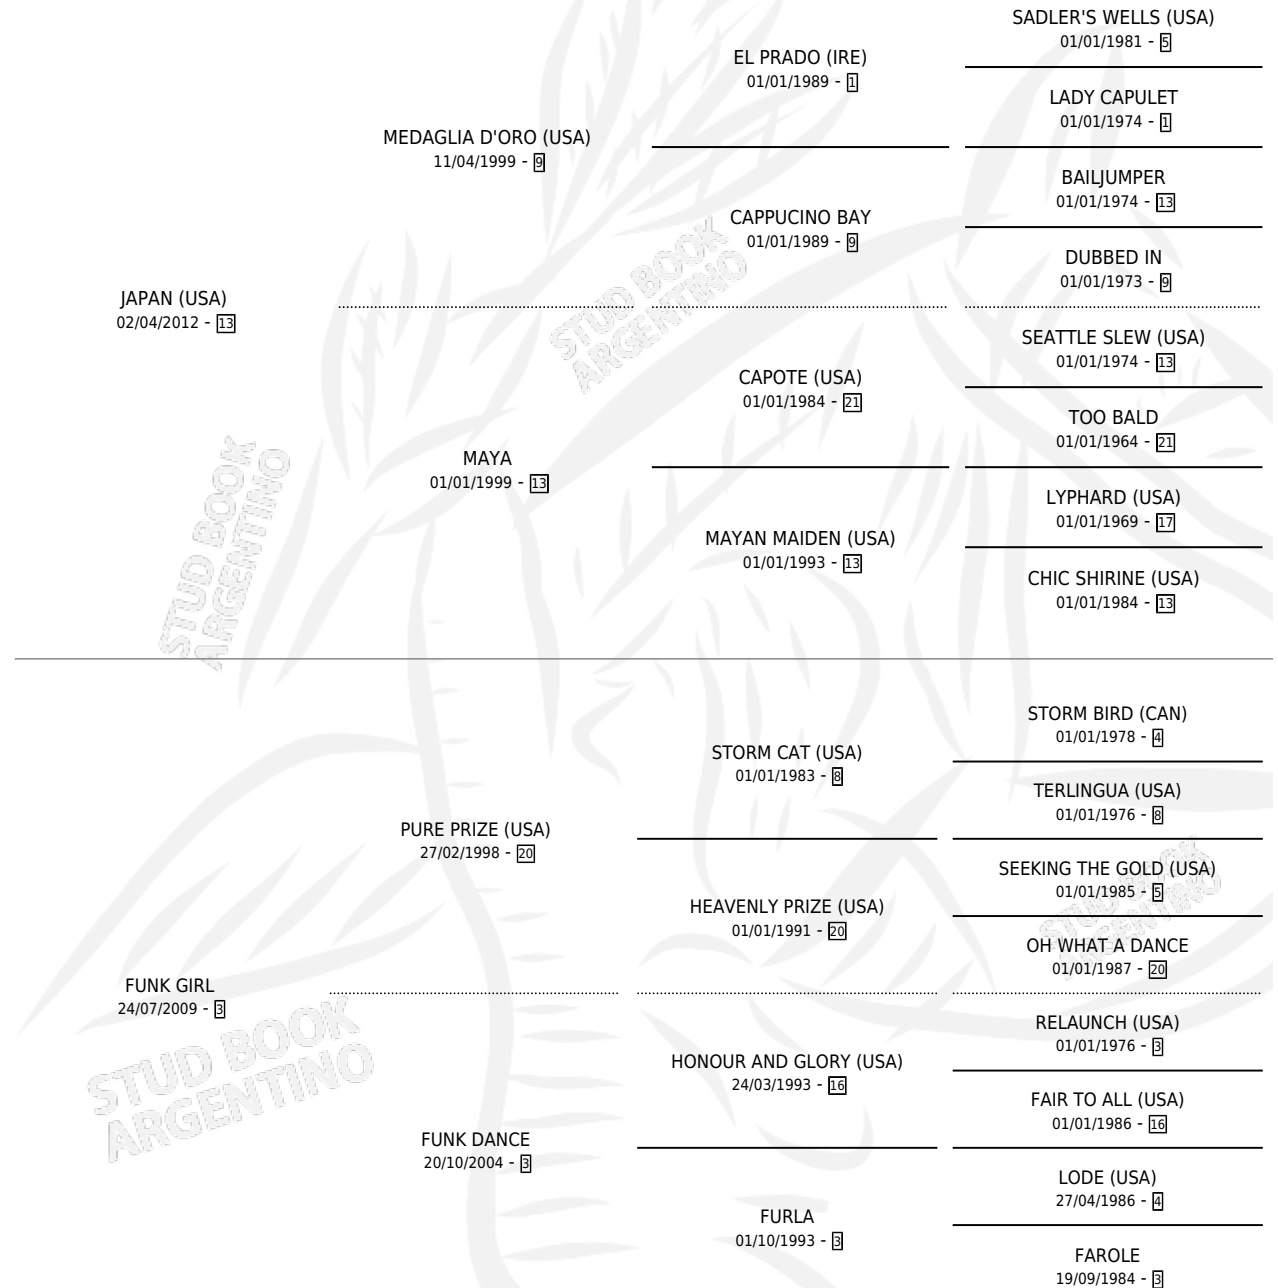 SADLER'S WELLS (USA)
01/01/1981 - 5
EL PRADO (IRE)
01/01/1989 - 1
LADY CAPULET
01/01/1974 - 1
MEDAGLIA D'ORO (USA)
11/04/1999 - 9
BAILJUMPER
01/01/1974 - 13
CAPPUCINO BAY
01/01/1989 - 9
DUBBED IN
01/01/1973 - 9
JAPAN (USA)
02/04/2012 - 13
SEATTLE SLEW (USA)
01/01/1974 - 13
CAPOTE (USA)
01/01/1984 - 21
TOO BALD
01/01/1964 - 21
MAYA
01/01/1999 - 13
LYPHARD (USA)
01/01/1969 - 17
MAYAN MAIDEN (USA)
01/01/1993 - 13
CHIC SHIRINE (USA)
01/01/1984 - 13
STORM BIRD (CAN)
01/01/1978 - 4
STORM CAT (USA)
01/01/1983 - 8
TERLINGUA (USA)
01/01/1976 - 8
PURE PRIZE (USA)
27/02/1998 - 20
SEEKING THE GOLD (USA)
01/01/1985 - 5
HEAVENLY PRIZE (USA)
01/01/1991 - 20
OH WHAT A DANCE
01/01/1987 - 20
FUNK GIRL
24/07/2009 - 3
RELAUNCH (USA)
01/01/1976 - 3
HONOUR AND GLORY (USA)
24/03/1993 - 16
FAIR TO ALL (USA)
01/01/1986 - 16
FUNK DANCE
20/10/2004 - 3
LODE (USA)
27/04/1986 - 4
FURLA
01/10/1993 - 3
FAROLE
19/09/1984 - 3
STUD BOOK
ARGENTINO
STUD BOOK
ARGENTINO
STUD BOOK
ARGENTINO
STUD BOOK
ARGENTINO